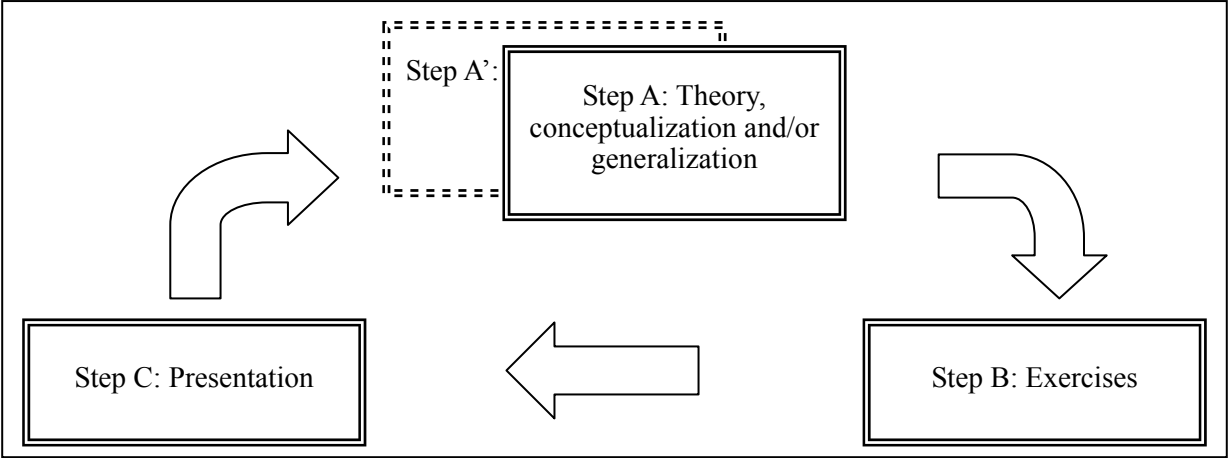 Step A’:
Step A: Theory,
conceptualization and/or
generalization
Step C: Presentation
Step B: Exercises